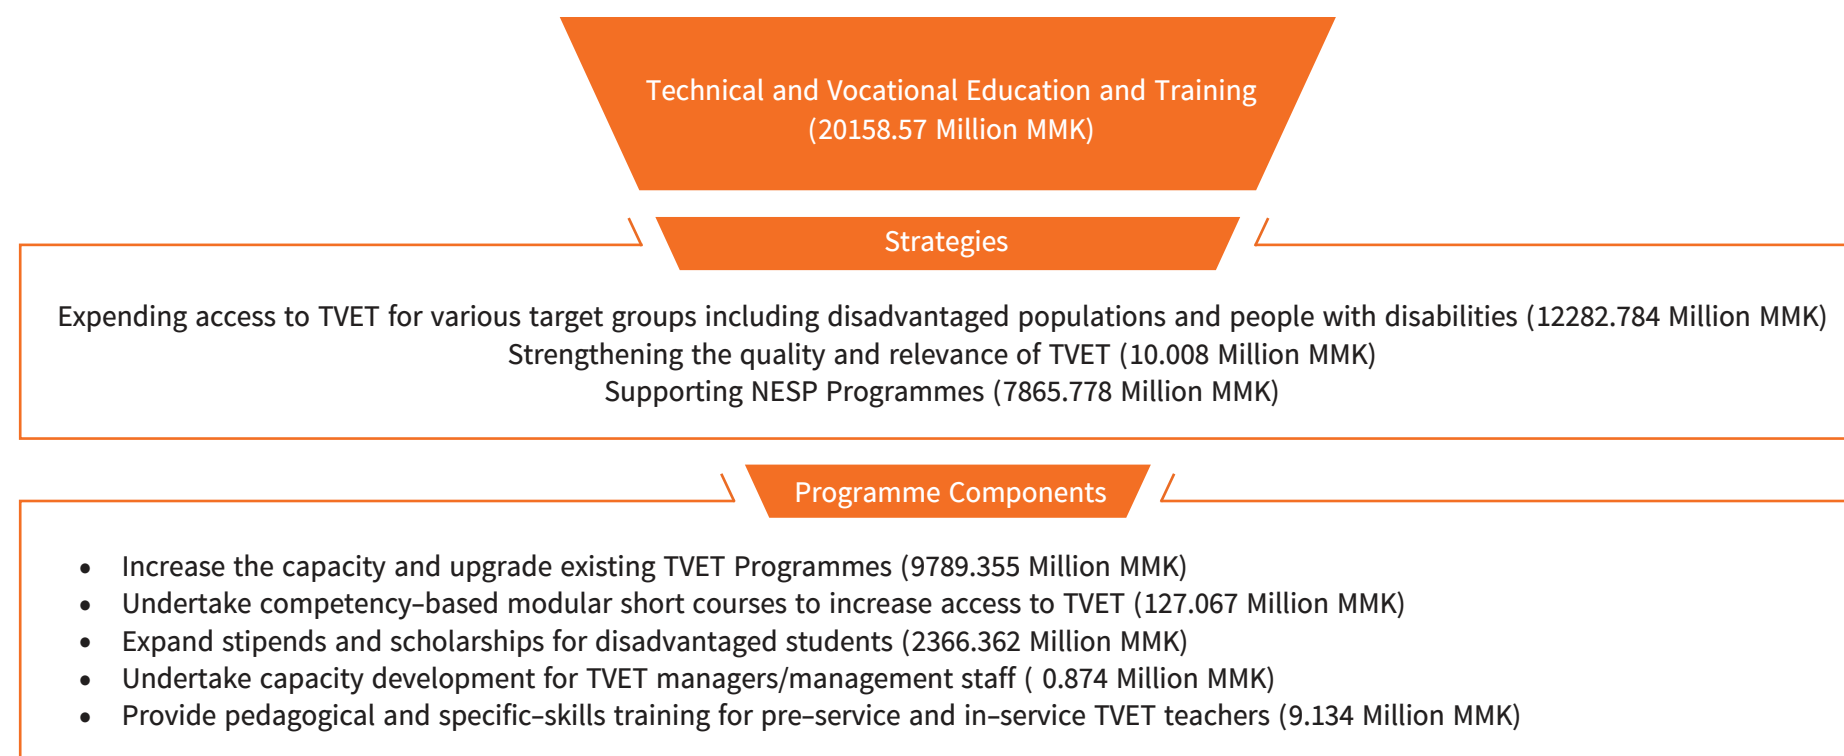 Technical and Vocational Education and Training
(20158.57 Million MMK)
Strategies
Expending access to TVET for various target groups including disadvantaged populations and people with disabilities (12282.784 Million MMK)
Strengthening the quality and relevance of TVET (10.008 Million MMK)
Supporting NESP Programmes (7865.778 Million MMK)
Programme Components
• Increase the capacity and upgrade existing TVET Programmes (9789.355 Million MMK)
• Undertake competency-based modular short courses to increase access to TVET (127.067 Million MMK)
• Expand stipends and scholarships for disadvantaged students (2366.362 Million MMK)
• Undertake capacity development for TVET managers/management staff ( 0.874 Million MMK)
• Provide pedagogical and specific-skills training for pre-service and in-service TVET teachers (9.134 Million MMK)